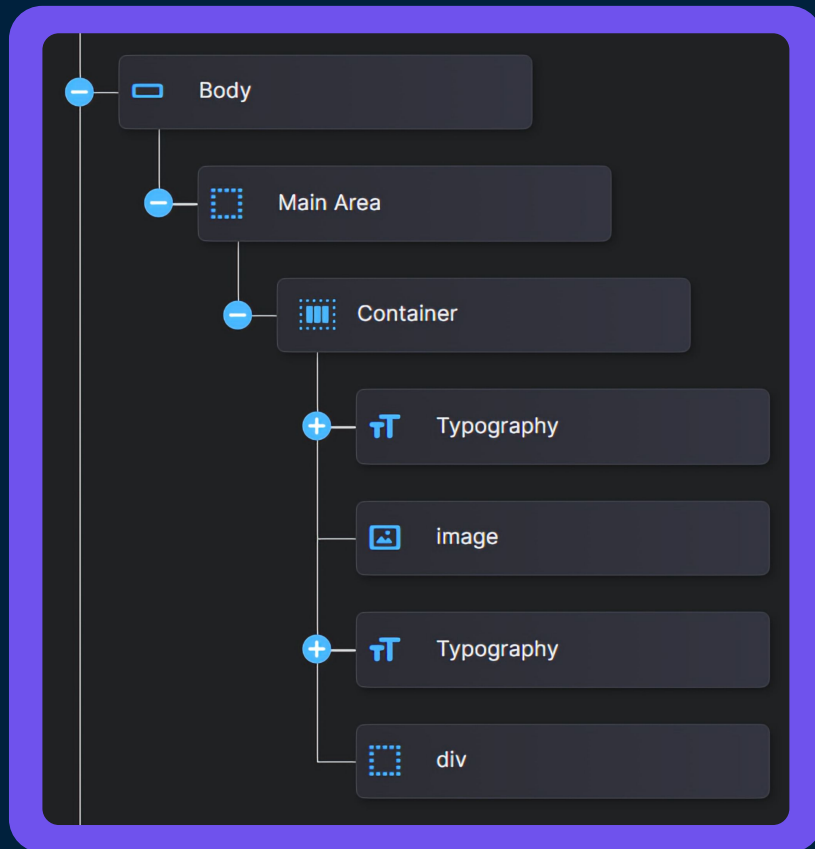 Body
Main Area
Container
Typography
image
Typography
div